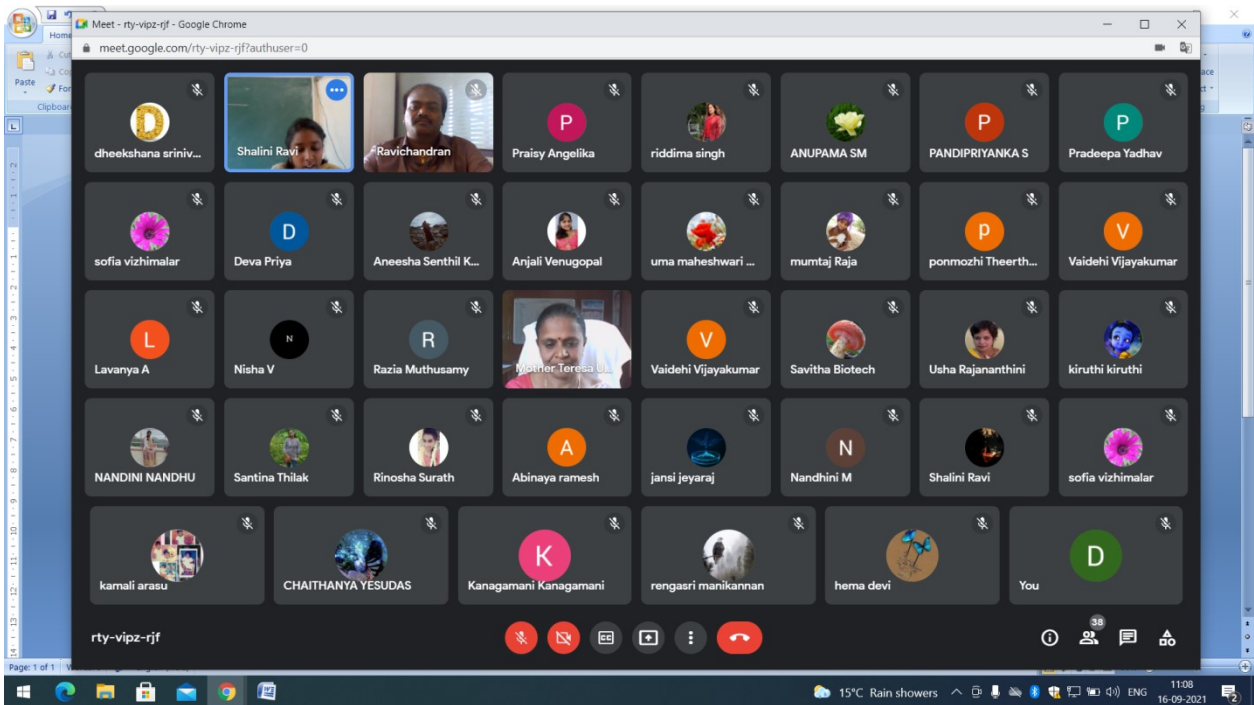 Meet - rty-vipz-rjf - Google Chrome
Home
meet.google.com/rty-vipz-rjf?authuser=0
Paste
Clipboard
D
dheekshana sriniv...
Shalini Ravi
Ravichandran
P
Praisy Angelika
riddima singh
ANUPAMA SM
P
PANDIPRIYANKA S
P
Pradeepa Yadhav
sofia vizhimalar
D
Deva Priya
Aneesha Senthil K...
Anjali Venugopal
uma maheshwari ...
mumtaj Raja
p
ponmozhi Theerth...
V
Vaidehi Vijayakumar
L
Lavanya A
N
Nisha V
R
Razia Muthusamy
Mother Teresa U...
V
Vaidehi Vijayakumar
Savitha Biotech
Usha Rajananthini
kiruthi kiruthi
NANDINI NANDHU
Santina Thilak
Rinosha Surath
A
Abinaya ramesh
jansi jeyaraj
N
Nandhini M
Shalini Ravi
sofia vizhimalar
kamali arasu
CHAITHANYA YESUDAS
K
Kanagamani Kanagamani
rengasri manikannan
hema devi
D
You
rty-vipz-rjf
CC
38
Page: 1 of 1
15°C Rain showers
ENG
11:08
16-09-2021
2